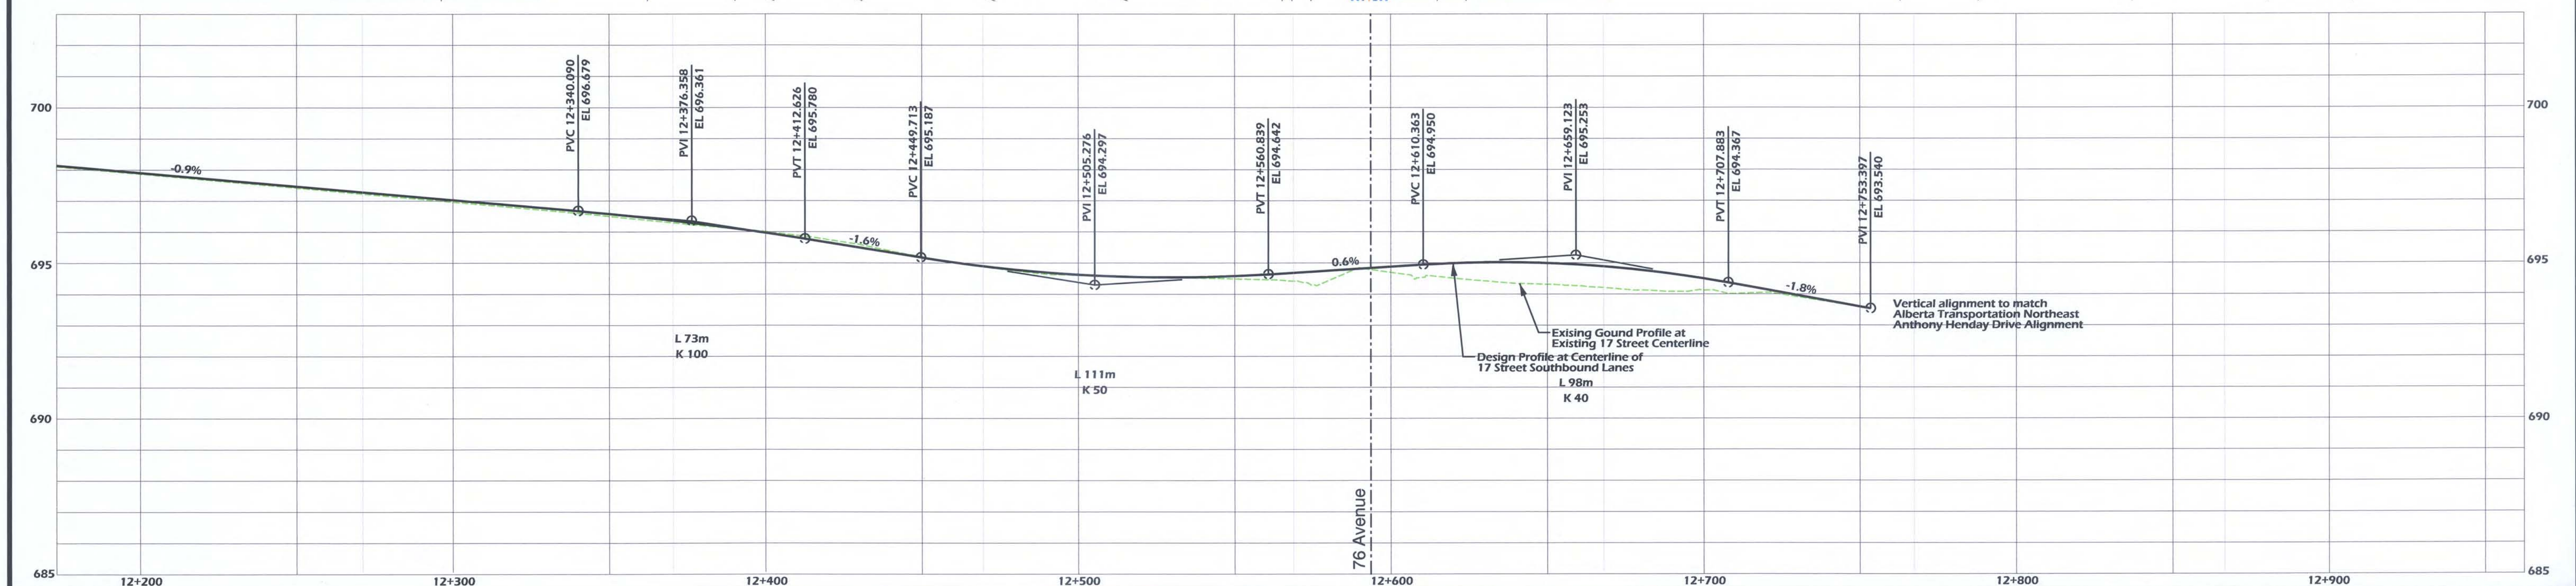 PVC 12+340.090
EL 696.679
PVI 12+376.358
EL 696.361
PVT 12+412.626
EL 695.780
PVC 12+449.713
EL 695.187
PVI 12+505.276
EL 694.297
PVT 12+560.839
EL 694.642
PVC 12+610.363
EL 694.950
PVI 12+659.123
EL 695.253
PVT 12+707.883
EL 694.367
PVI 12+753.397
EL 693.540
700
700
-0.9%
-1.6%
695
0.6%
695
-1.8%
Vertical alignment to match
Alberta Transportation Northeast
Anthony Henday Drive Alignment
Exising Gound Profile at
Existing 17 Street Centerline
Design Profile at Centerline of
17 Street Southbound Lanes
L 73m
K 100
L 111m
K 50
L 98m
K 40
690
690
76 Avenue
685
685
12+200
12+300
12+400
12+500
12+600
12+700
12+800
12+900